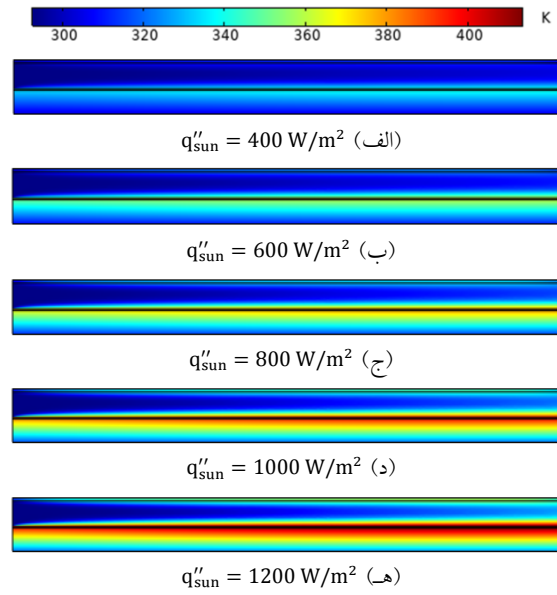 300 320 340 360 380 400 K
q″sun = 400 W/m² (الف)
q″sun = 600 W/m² (ب)
q″sun = 800 W/m² (ج)
q″sun = 1000 W/m² (د)
q″sun = 1200 W/m² (هـ)